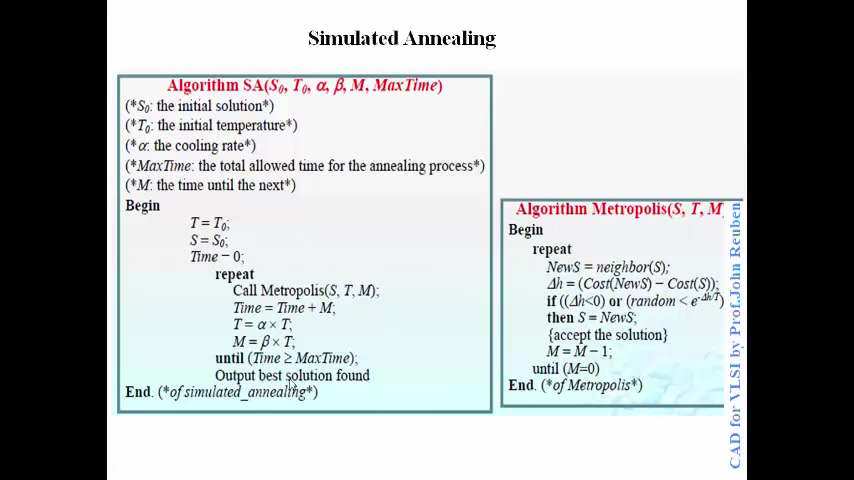 Simulated Annealing
Algorithm SA(S0, T0, α, β, M, MaxTime)
(*S0: the initial solution*)
(*T0: the initial temperature*)
(*α: the cooling rate*)
(*MaxTime: the total allowed time for the annealing process*)
(*M: the time until the next*)
Begin
T = T0;
S = S0;
Time = 0;
repeat
Call Metropolis(S, T, M);
Time = Time + M;
T = α × T;
M = β × T;
until (Time ≥ MaxTime);
Output best solution found
End. (*of simulated_annealing*)
Algorithm Metropolis(S, T, M
Begin
repeat
NewS = neighbor(S);
Δh = (Cost(NewS) − Cost(S));
if ((Δh<0) or (random < e^-Δh/T)
then S = NewS;
{accept the solution}
M = M − 1;
until (M=0)
End. (*of Metropolis*)
CAD for VLSI by Prof.John Reuben